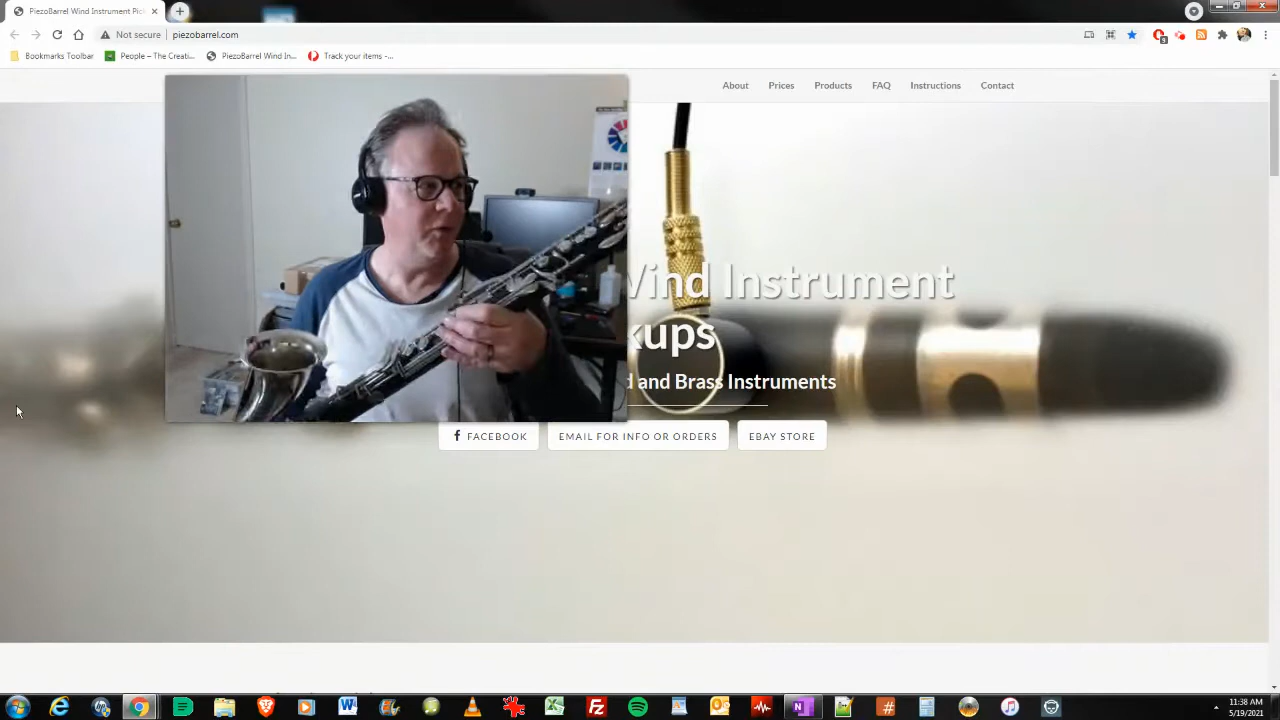 PiezoBarrel Wind Instrument Pick
Not secure
piezobarrel.com
Bookmarks Toolbar
People – The Creati...
PiezoBarrel Wind In...
Track your items -...
About
Prices
Products
FAQ
Instructions
Contact
Wind Instrument
kups
d and Brass Instruments
FACEBOOK
EMAIL FOR INFO OR ORDERS
EBAY STORE
11:38 AM
5/19/2021